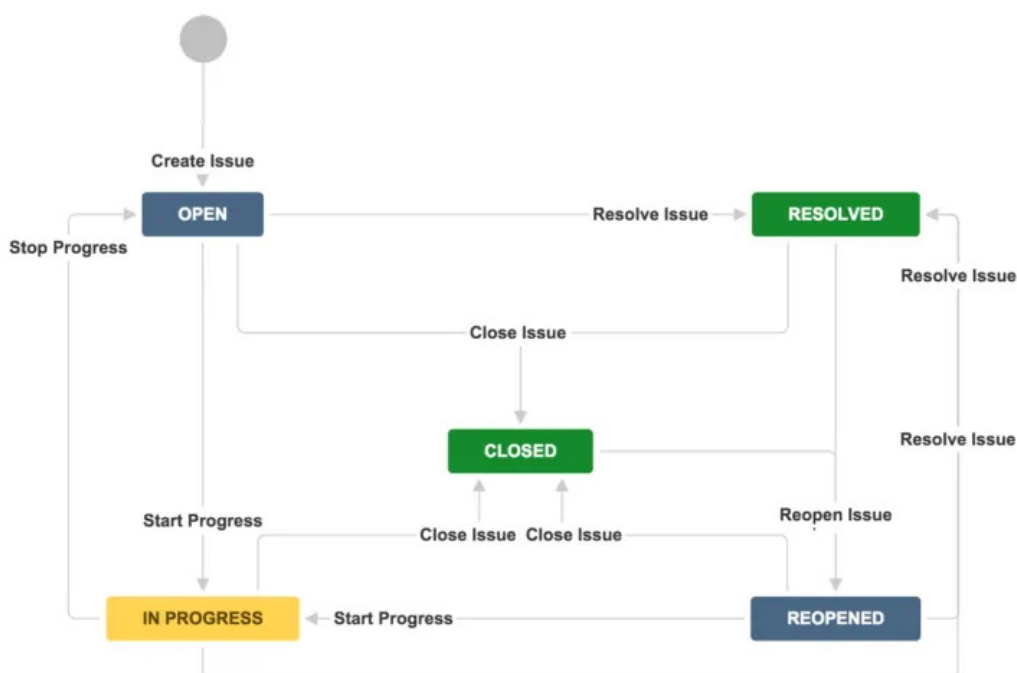 Create Issue
OPEN
Resolve Issue
RESOLVED
Stop Progress
Resolve Issue
Close Issue
Resolve Issue
CLOSED
Start Progress
Close Issue
Close Issue
Reopen Issue
IN PROGRESS
Start Progress
REOPENED